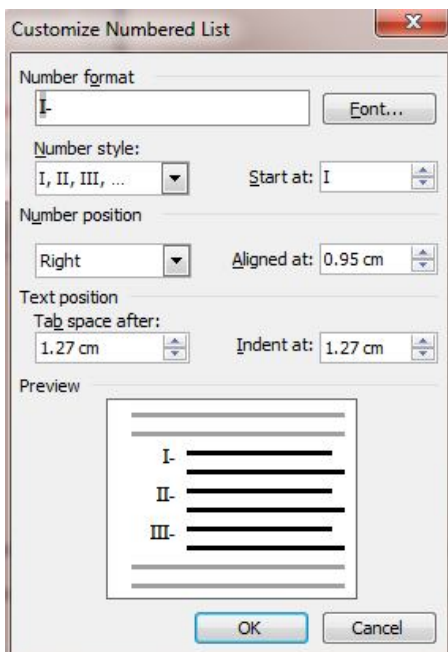 Customize Numbered List
Number format
I-
Font...
Number style:
I, II, III, ...
Start at: I
Number position
Right
Aligned at: 0.95 cm
Text position
Tab space after:
1.27 cm
Indent at: 1.27 cm
Preview
I-
II-
III-
OK
Cancel